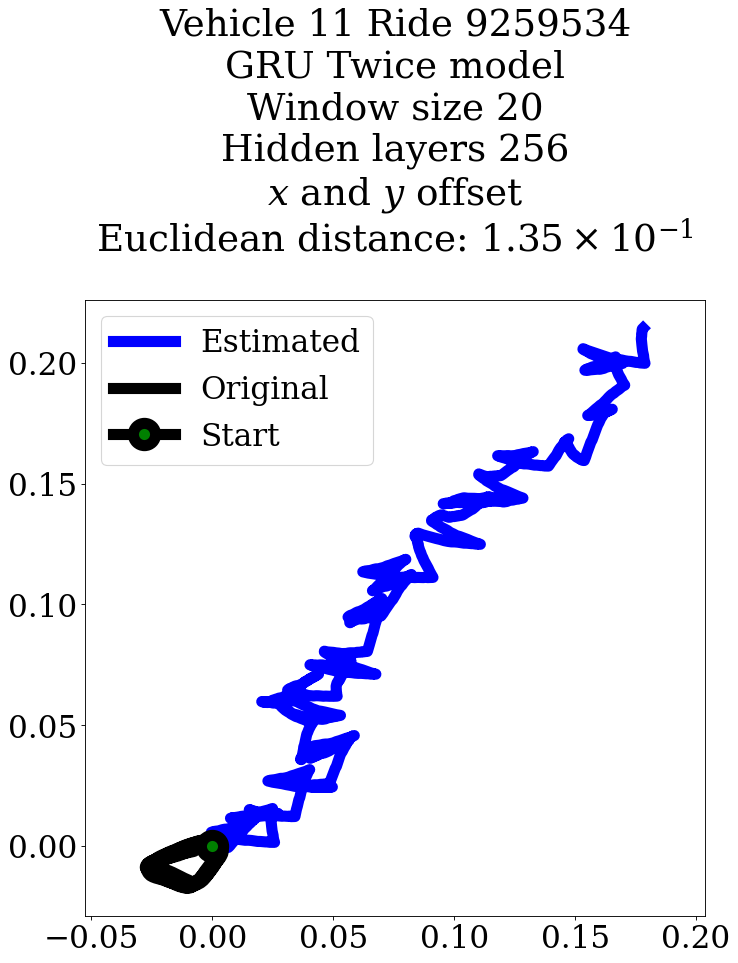 Vehicle 11 Ride 9259534
GRU Twice model
Window size 20
Hidden layers 256
x and y offset
Euclidean distance: 1.35 × 10⁻¹
Estimated
Original
Start
0.20
0.15
0.10
0.05
0.00
−0.05 0.00 0.05 0.10 0.15 0.20